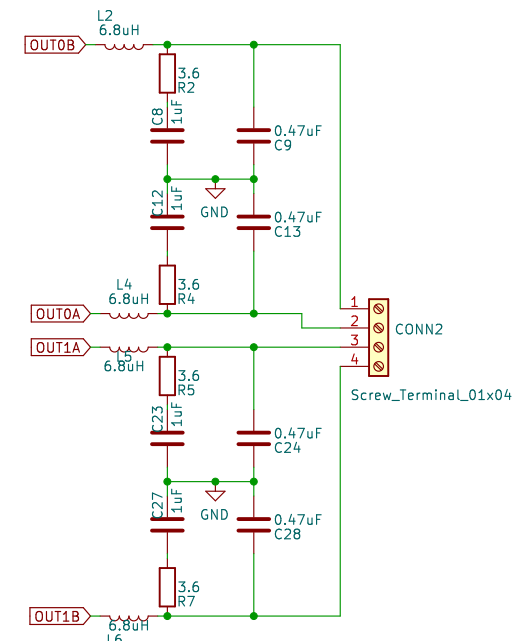 L2
6.8uH
OUT0B
3.6
R2
C8
1uF
0.47uF
C9
C12
1uF
GND
0.47uF
C13
L4
6.8uH
3.6
R4
OUT0A
1
2
3
4
CONN2
Screw_Terminal_01x04
OUT1A
L5
6.8uH
3.6
R5
C23
1uF
0.47uF
C24
C27
1uF
GND
0.47uF
C28
3.6
R7
OUT1B
6.8uH
L6